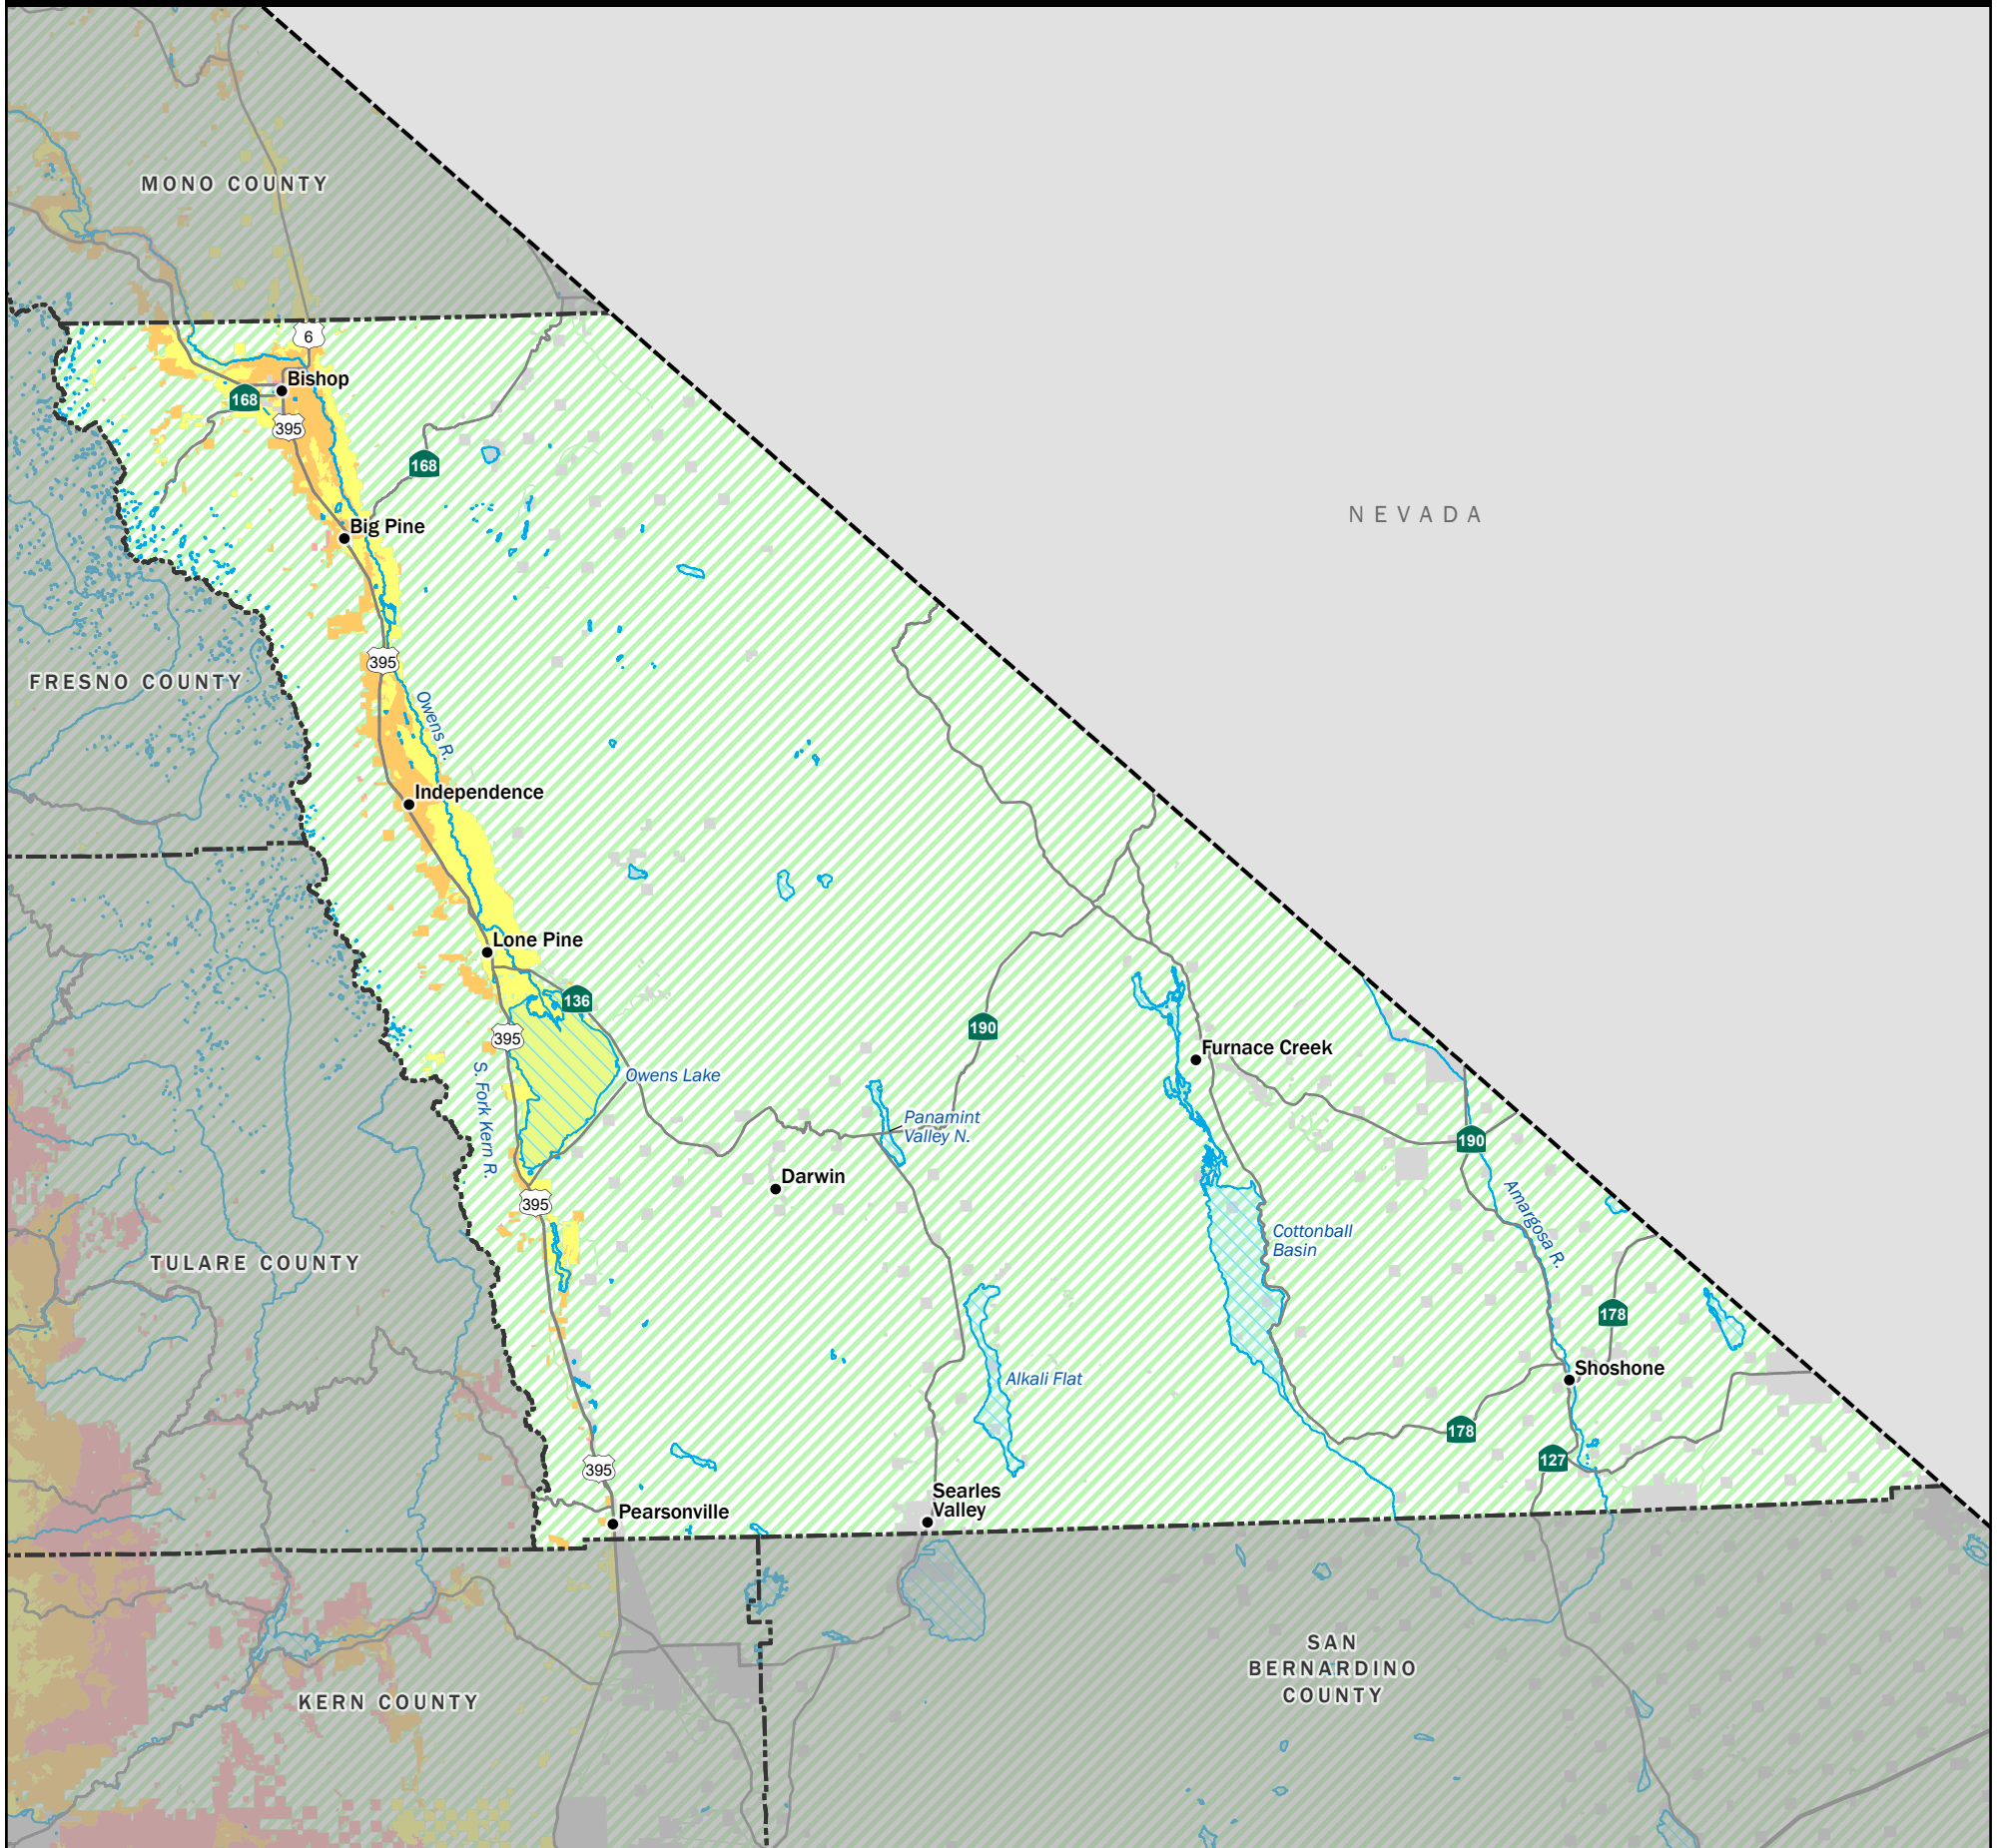 MONO COUNTY
6
Bishop
168
395
168
NEVADA
Big Pine
395
FRESNO COUNTY
Owens R.
Independence
Lone Pine
136
190
395
Furnace Creek
S. Fork Kern R.
Owens Lake
Panamint
Valley N.
190
Darwin
395
Amargosa R.
Cottonball
Basin
TULARE COUNTY
178
Shoshone
Alkali Flat
178
127
395
Searles
Valley
Pearsonville
SAN
BERNARDINO
COUNTY
KERN COUNTY